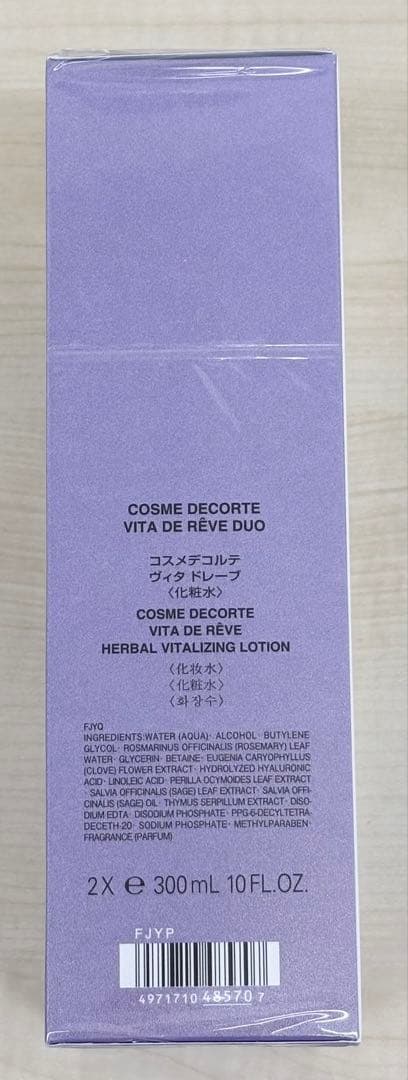 COSME DECORTE
VITA DE RÊVE DUO
コスメデコルテ
ヴィタ ドレーブ
〈化粧水〉
COSME DECORTE
VITA DE RÊVE
HERBAL VITALIZING LOTION
〈化妆水〉
〈化粧水〉
〈화장수〉
FJYQ
INGREDIENTS:WATER (AQUA)· ALCOHOL· BUTYLENE
GLYCOL· ROSMARINUS OFFICINALIS (ROSEMARY) LEAF
WATER· GLYCERIN· BETAINE· EUGENIA CARYOPHYLLUS
(CLOVE) FLOWER EXTRACT· HYDROLYZED HYALURONIC
ACID· LINOLEIC ACID· PERILLA OCYMOIDES LEAF EXTRACT
· SALVIA OFFICINALIS (SAGE) LEAF EXTRACT· SALVIA OFFI-
CINALIS (SAGE) OIL· THYMUS SERPILLUM EXTRACT· DISO-
DIUM EDTA· DISODIUM PHOSPHATE· PPG-6-DECYLTETRA-
DECETH-20· SODIUM PHOSPHATE· METHYLPARABEN·
FRAGRANCE (PARFUM)
2X ℮ 300mL 10FL.OZ.
FJYP
4971710 485707